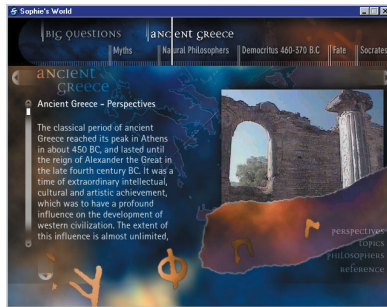 Sophie's World
BIG QUESTIONS
ANCIENT GREECE
Myths
Natural Philosophers
Democritus 460-370 B.C
Fate
Socrates
ANCIENT
GREECE
Ancient Greece - Perspectives
The classical period of ancient
Greece reached its peak in Athens
in about 450 BC, and lasted until
the reign of Alexander the Great in
the late fourth century BC. It was a
time of extraordinary intellectual,
cultural and artistic achievement,
which was to have a profound
influence on the development of
western civilization. The extent of
this influence is almost unlimited,
PERSPECTIVES
TOPICS
PHILOSOPHERS
REFERENCE